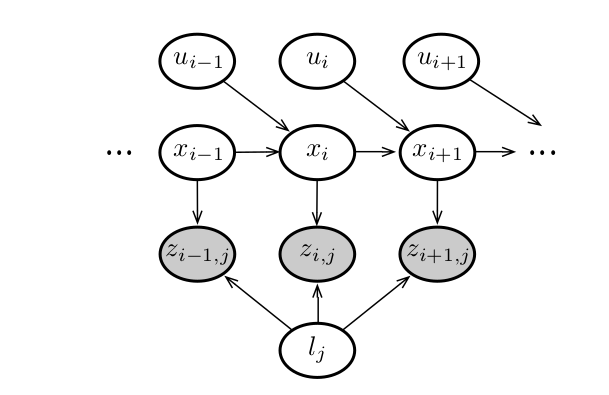 u_{i−1} u_i u_{i+1}
... x_{i−1} x_i x_{i+1} ...
z_{i−1,j} z_{i,j} z_{i+1,j}
l_j